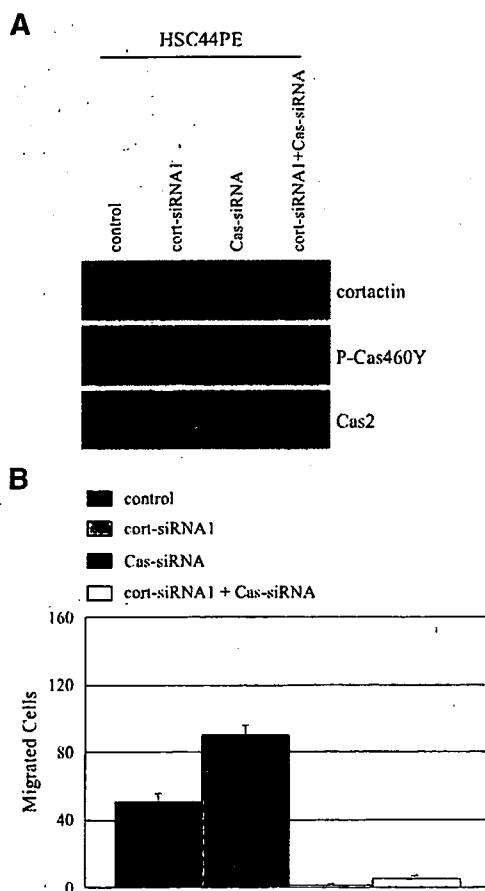 A
HSC44PE
control
cort-siRNA1
Cas-siRNA
cort-siRNA1+Cas-siRNA
cortactin
P-Cas460Y
Cas2
B
control
cort-siRNA1
Cas-siRNA
cort-siRNA1 + Cas-siRNA
160
120
80
40
0
Migrated Cells